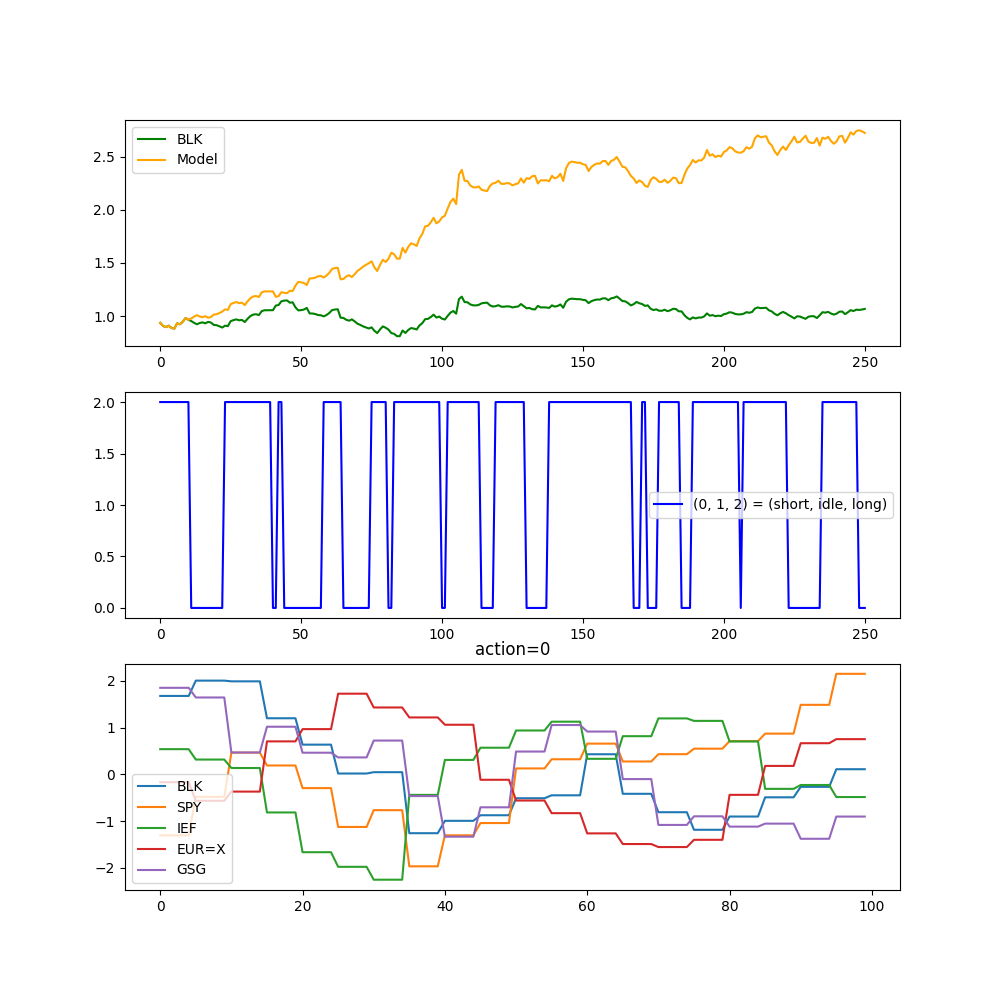 BLK
Model
2.5
2.0
1.5
1.0
0 50 100 150 200 250
2.0
1.5
1.0
0.5
0.0
(0, 1, 2) = (short, idle, long)
0 50 100 150 200 250
action=0
2
1
0
−1
−2
BLK
SPY
IEF
EUR=X
GSG
0 20 40 60 80 100